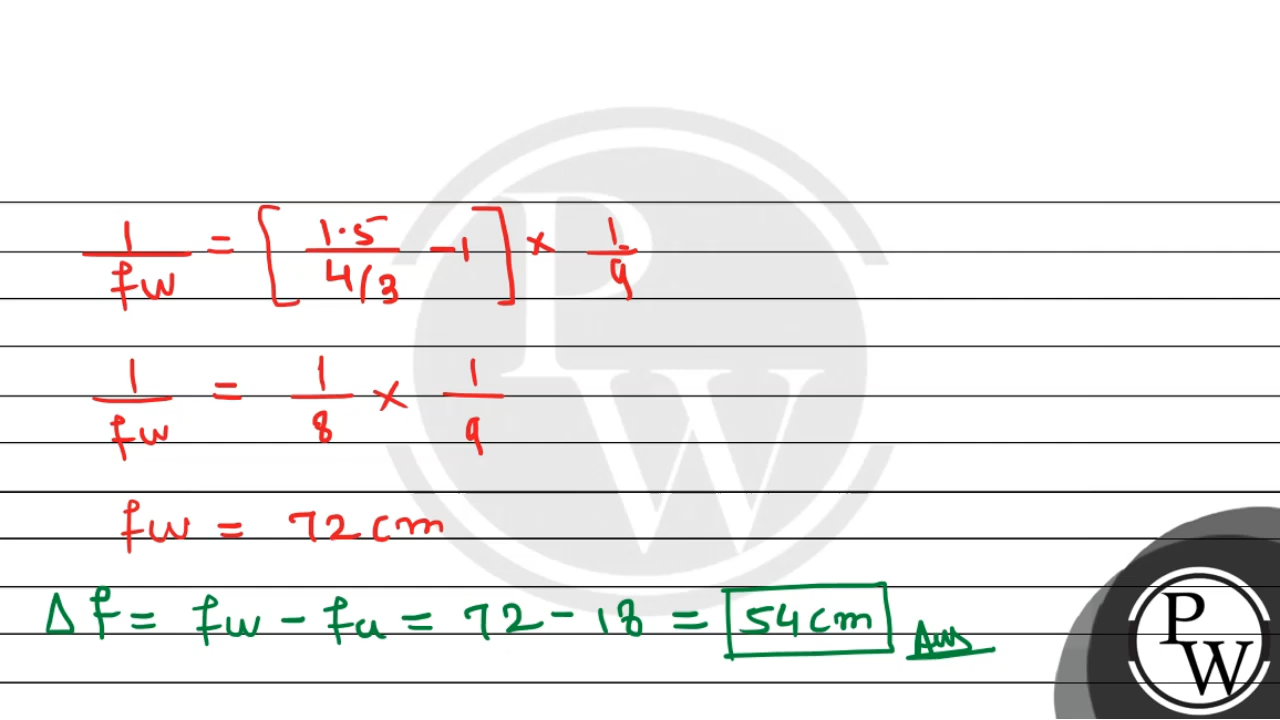 1/fw = [1.5/4/3 - 1] × 1/9
1/fw = 1/8 × 1/9
fw = 72 cm
Δf = fw - fa = 72 - 18 = 54 cm Ans
PW
PW